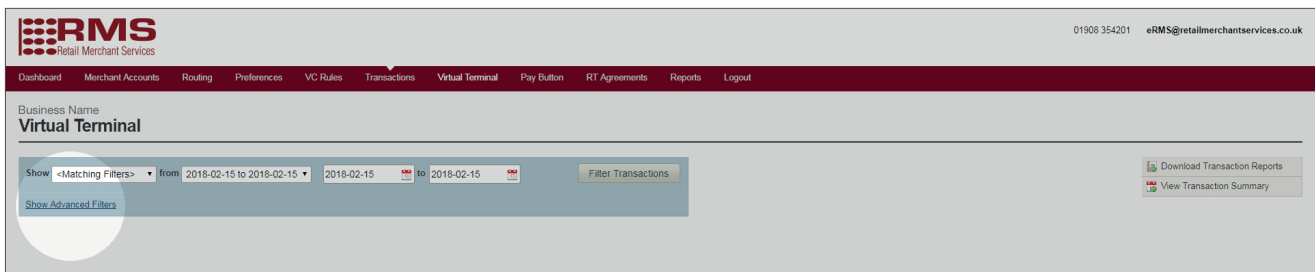 RMS
Retail Merchant Services
01908 354201 eRMS@retailmerchantservices.co.uk
Dashboard Merchant Accounts Routing Preferences VC Rules Transactions Virtual Terminal Pay Button RT Agreements Reports Logout
Business Name
Virtual Terminal
Show <Matching Filters> from 2018-02-15 to 2018-02-15 2018-02-15 to 2018-02-15 Filter Transactions
Show Advanced Filters
Download Transaction Reports
View Transaction Summary